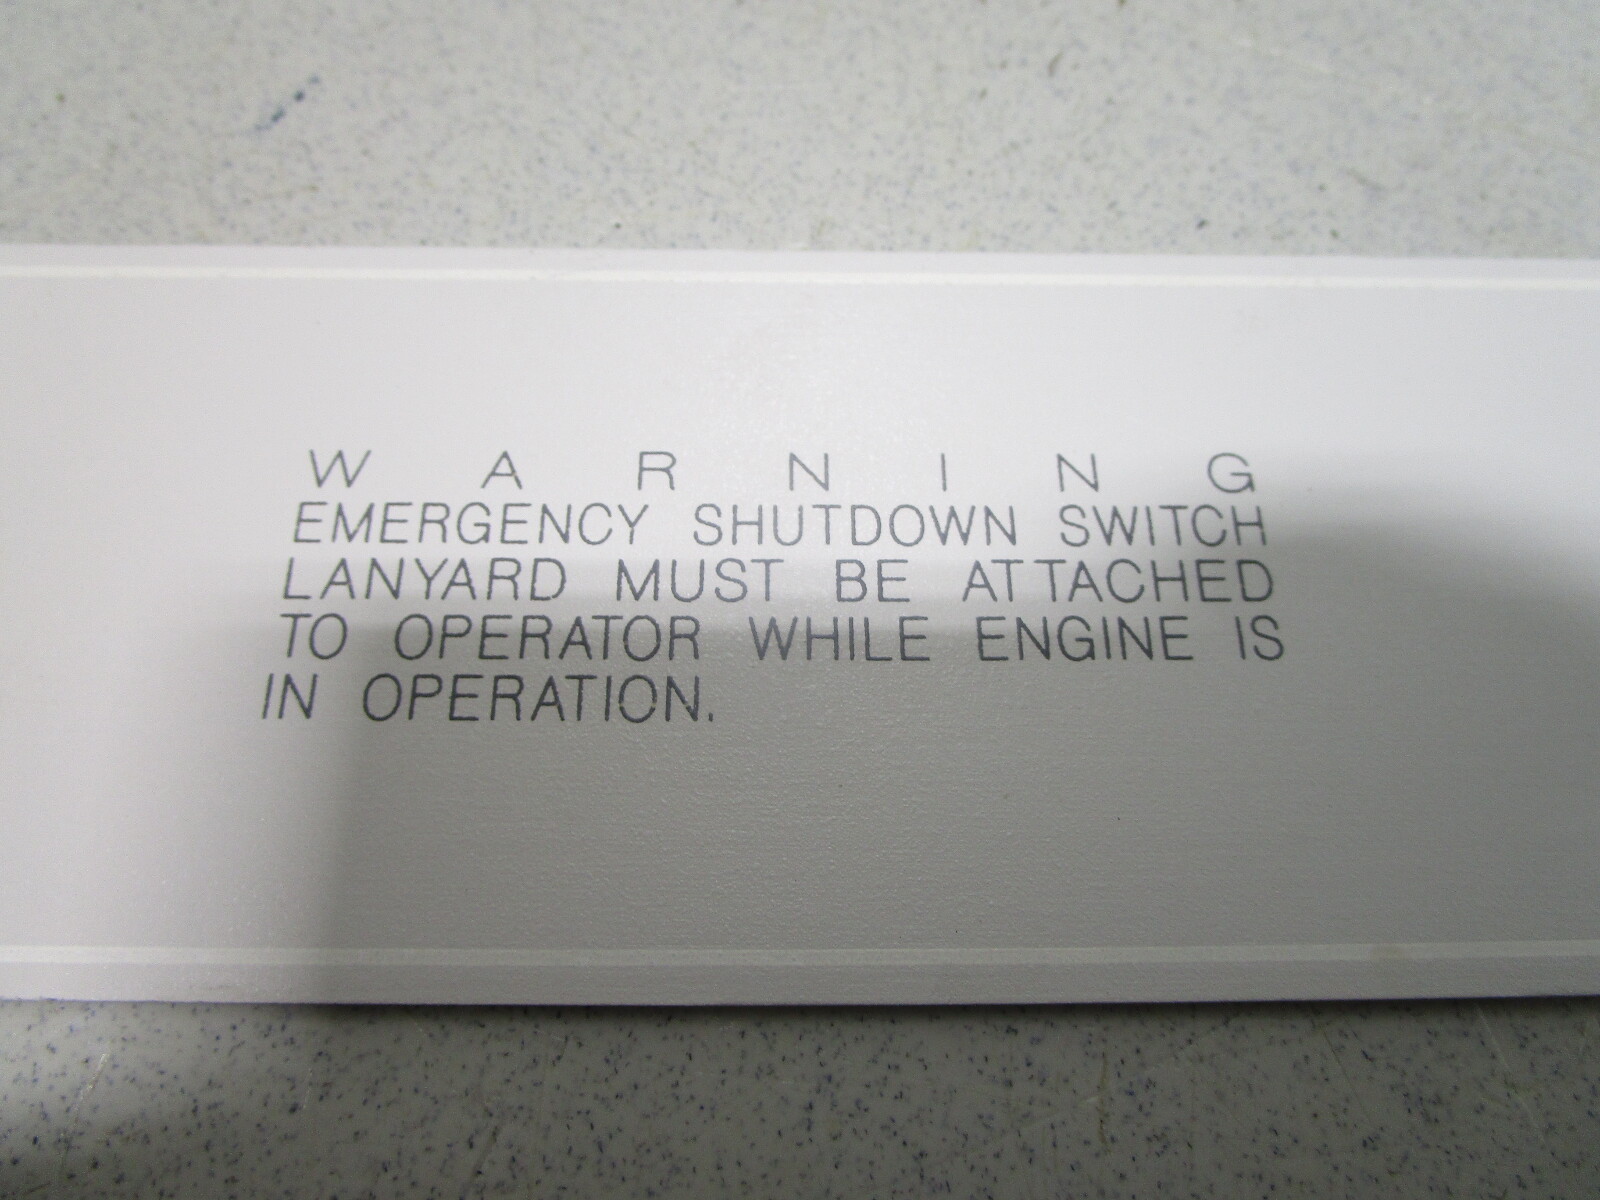 W A R N I N G
EMERGENCY SHUTDOWN SWITCH
LANYARD MUST BE ATTACHED
TO OPERATOR WHILE ENGINE IS
IN OPERATION.